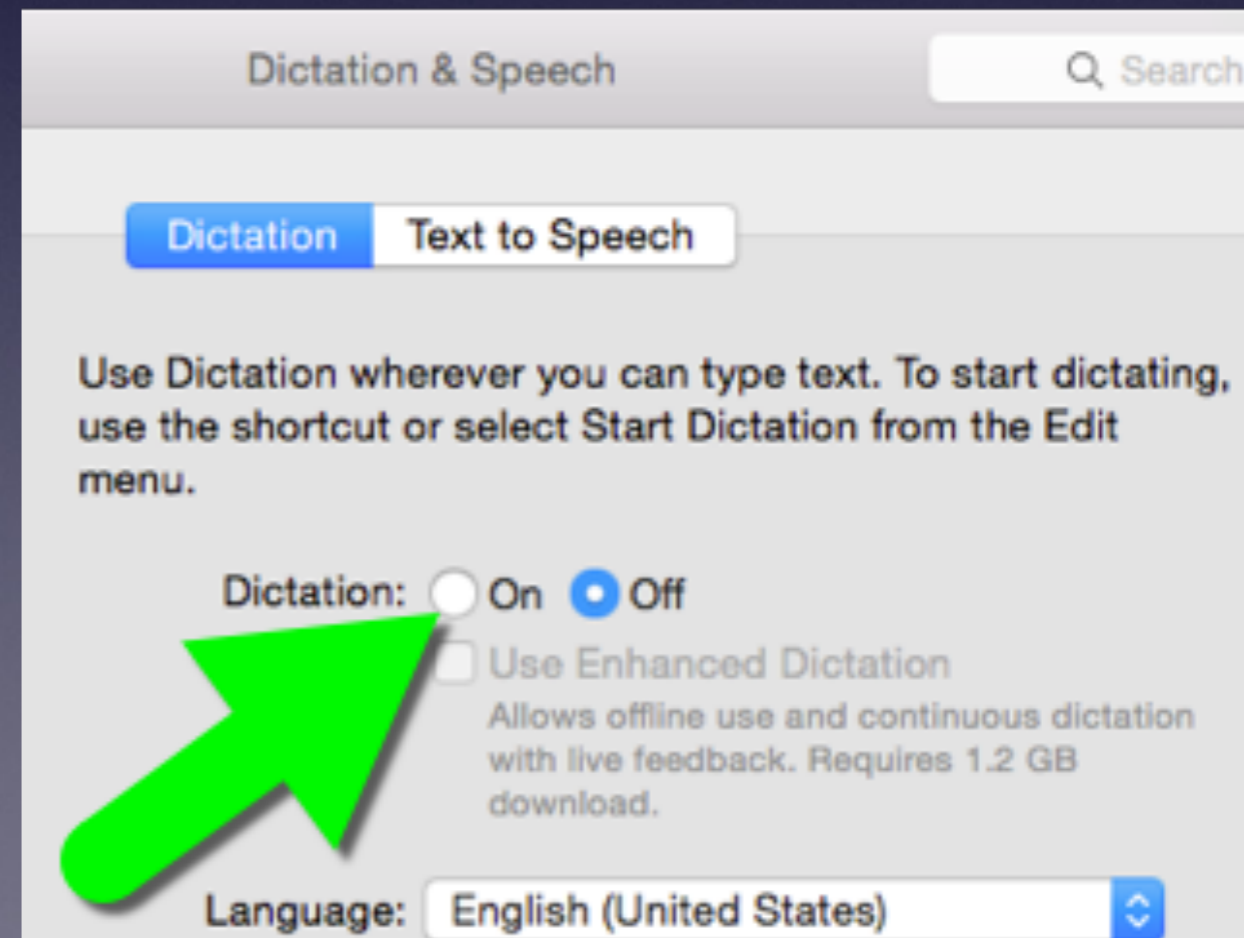 Dictation & Speech
Search
Dictation
Text to Speech
Use Dictation wherever you can type text. To start dictating,
use the shortcut or select Start Dictation from the Edit
menu.
Dictation: On Off
Use Enhanced Dictation
Allows offline use and continuous dictation
with live feedback. Requires 1.2 GB
download.
Language: English (United States)